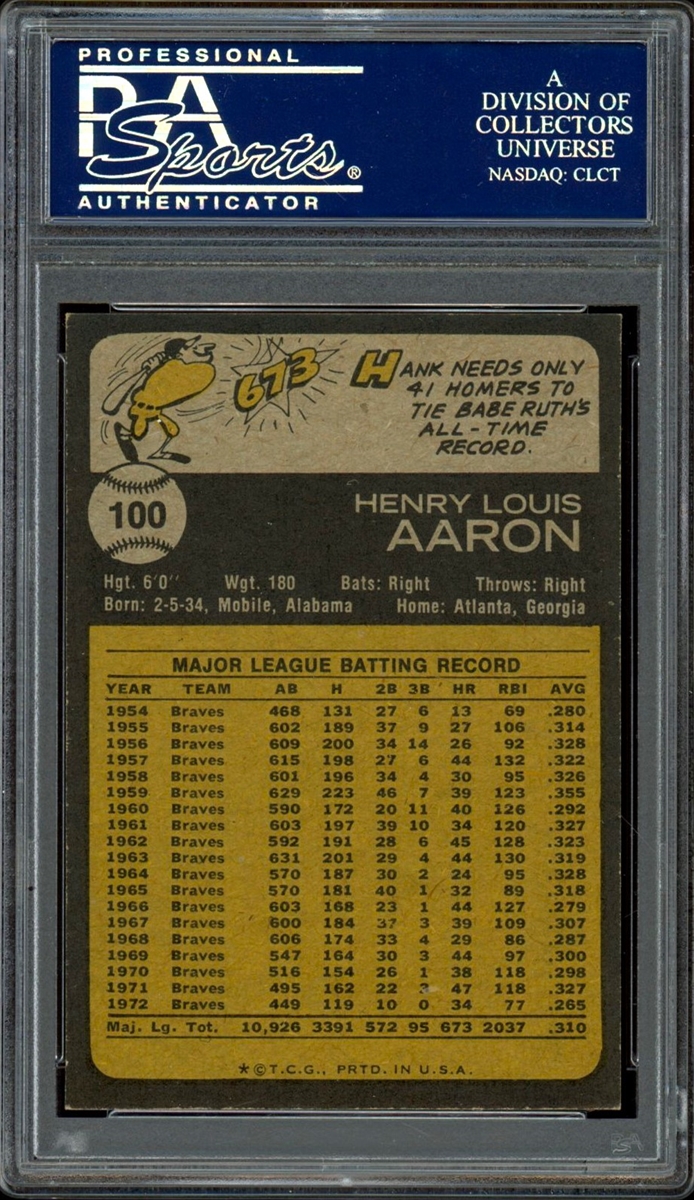 PROFESSIONAL
PSA
Sports®
AUTHENTICATOR
A
DIVISION OF
COLLECTORS
UNIVERSE
NASDAQ: CLCT
673
HANK NEEDS ONLY
41 HOMERS TO
TIE BABE RUTH'S
ALL-TIME
RECORD.
100
HENRY LOUIS
AARON
Hgt. 6'0" Wgt. 180 Bats: Right Throws: Right
Born: 2-5-34, Mobile, Alabama Home: Atlanta, Georgia
MAJOR LEAGUE BATTING RECORD
YEAR TEAM AB H 2B 3B HR RBI AVG
1954 Braves 468 131 27 6 13 69 .280
1955 Braves 602 189 37 9 27 106 .314
1956 Braves 609 200 34 14 26 92 .328
1957 Braves 615 198 27 6 44 132 .322
1958 Braves 601 196 34 4 30 95 .326
1959 Braves 629 223 46 7 39 123 .355
1960 Braves 590 172 20 11 40 126 .292
1961 Braves 603 197 39 10 34 120 .327
1962 Braves 592 191 28 6 45 128 .323
1963 Braves 631 201 29 4 44 130 .319
1964 Braves 570 187 30 2 24 95 .328
1965 Braves 570 181 40 1 32 89 .318
1966 Braves 603 168 23 1 44 127 .279
1967 Braves 600 184 37 3 39 109 .307
1968 Braves 606 174 33 4 29 86 .287
1969 Braves 547 164 30 3 44 97 .300
1970 Braves 516 154 26 1 38 118 .298
1971 Braves 495 162 22 3 47 118 .327
1972 Braves 449 119 10 0 34 77 .265
Maj. Lg. Tot. 10,926 3391 572 95 673 2037 .310
*©T.C.G., PRTD. IN U.S.A.
PSA